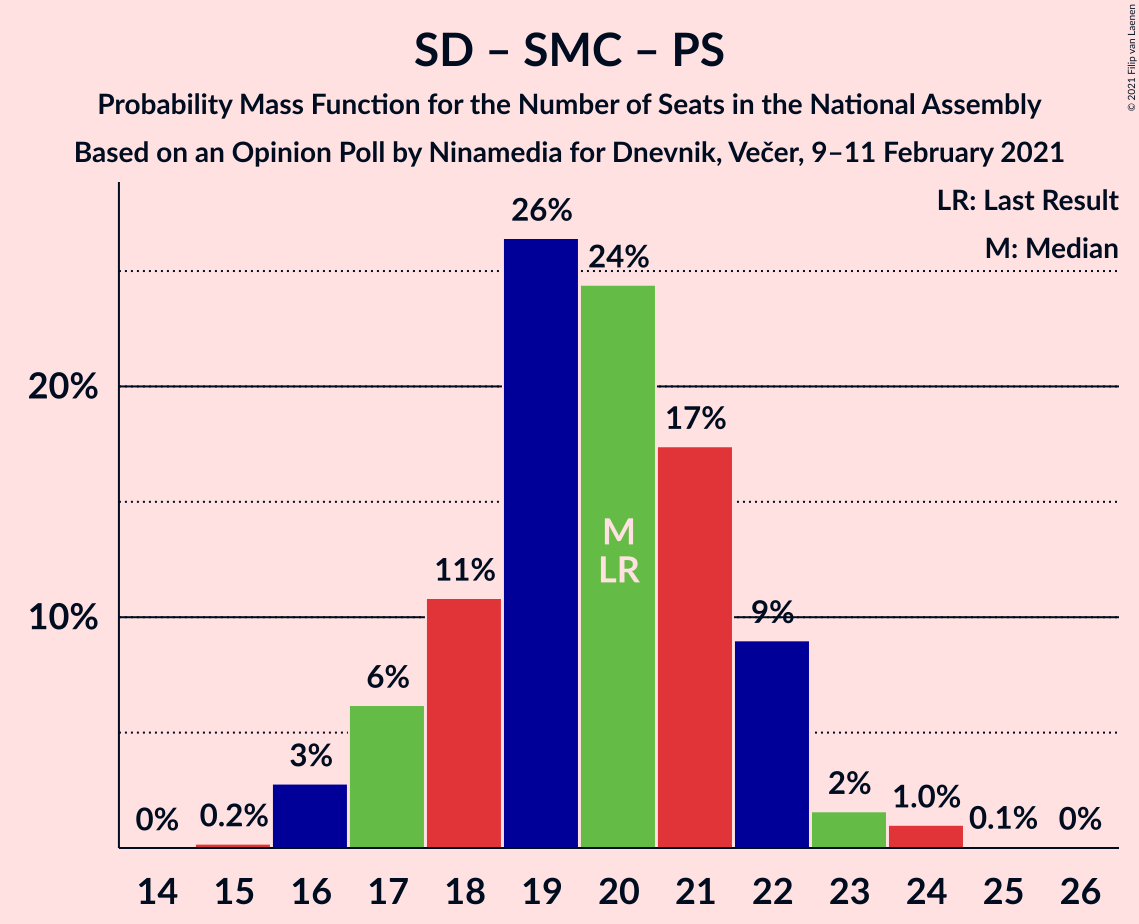 SD – SMC – PS
Probability Mass Function for the Number of Seats in the National Assembly
Based on an Opinion Poll by Ninamedia for Dnevnik, Večer, 9–11 February 2021
© 2021 Filip van Laenen
LR: Last Result
M: Median
26%
24%
20%
17%
M
LR
11%
10%
9%
6%
3%
2%
1.0%
0% 0.2% 0.1% 0%
14 15 16 17 18 19 20 21 22 23 24 25 26